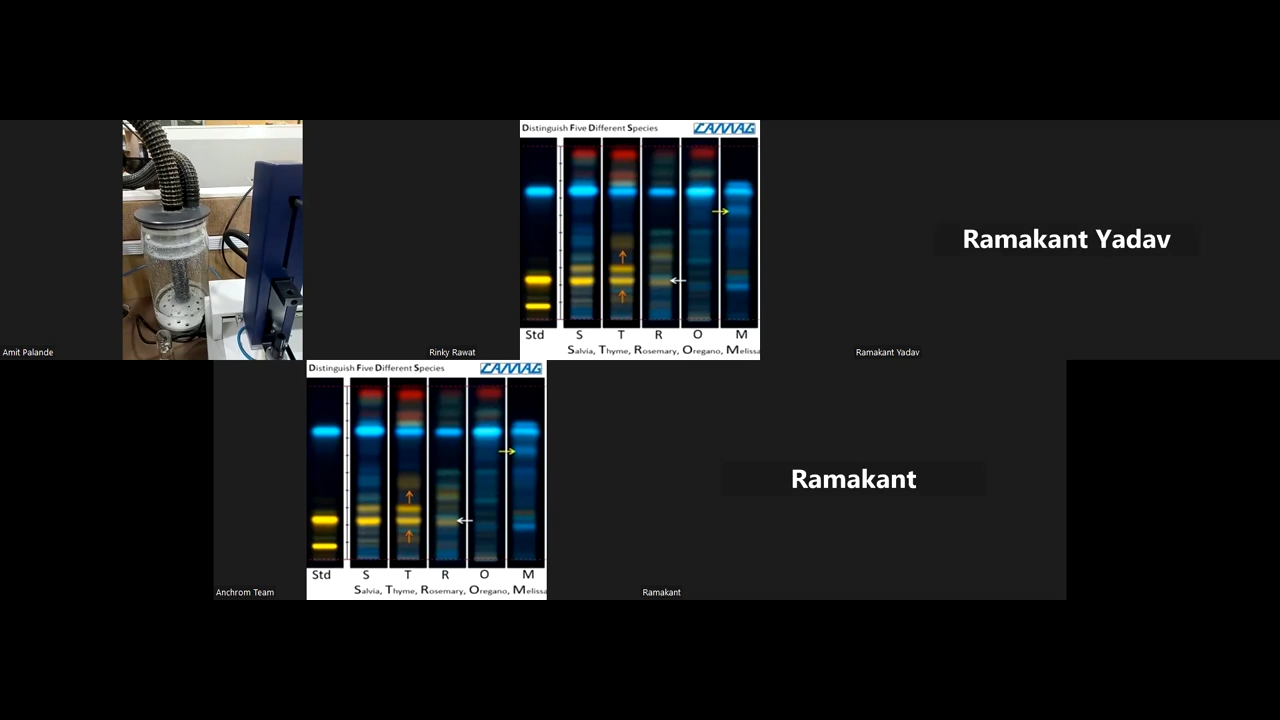 Distinguish Five Different Species
CAMAG
Ramakant Yadav
Std S T R O M
Salvia, Thyme, Rosemary, Oregano, Melissa
Amit Palande
Rinky Rawat
Ramakant Yadav
Distinguish Five Different Species
CAMAG
Ramakant
Std S T R O M
Salvia, Thyme, Rosemary, Oregano, Melissa
Anchrom Team
Ramakant